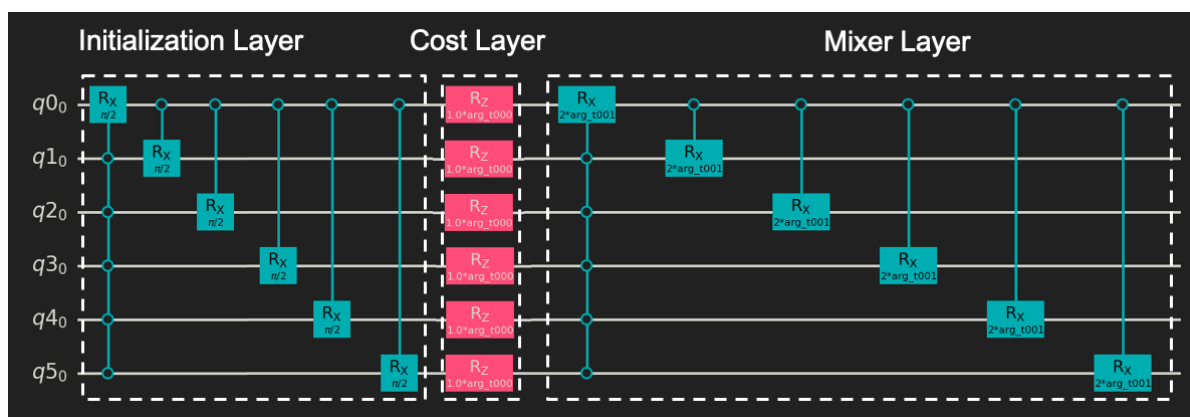 Initialization Layer Cost Layer Mixer Layer
q0₀ Rx π/2 Rz 1.0*arg_t000 Rx 2*arg_t001
q1₀ Rx π/2 Rz 1.0*arg_t000 Rx 2*arg_t001
q2₀ Rx π/2 Rz 1.0*arg_t000 Rx 2*arg_t001
q3₀ Rx π/2 Rz 1.0*arg_t000 Rx 2*arg_t001
q4₀ Rx π/2 Rz 1.0*arg_t000 Rx 2*arg_t001
q5₀ Rx π/2 Rz 1.0*arg_t000 Rx 2*arg_t001